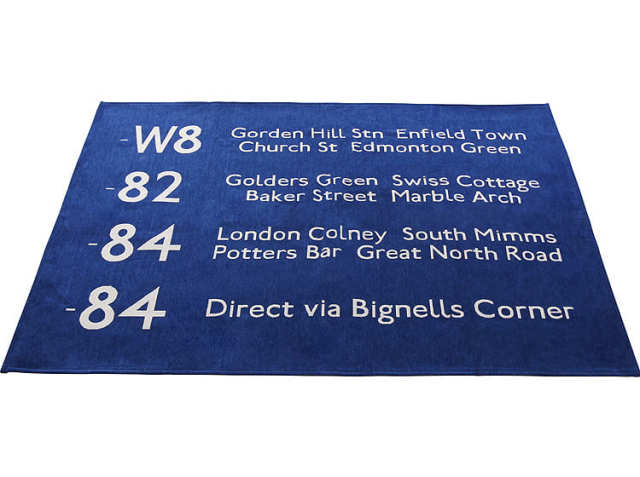 -W8 Gorden Hill Stn Enfield Town
Church St Edmonton Green
-82 Golders Green Swiss Cottage
Baker Street Marble Arch
-84 London Colney South Mimms
Potters Bar Great North Road
-84 Direct via Bignells Corner